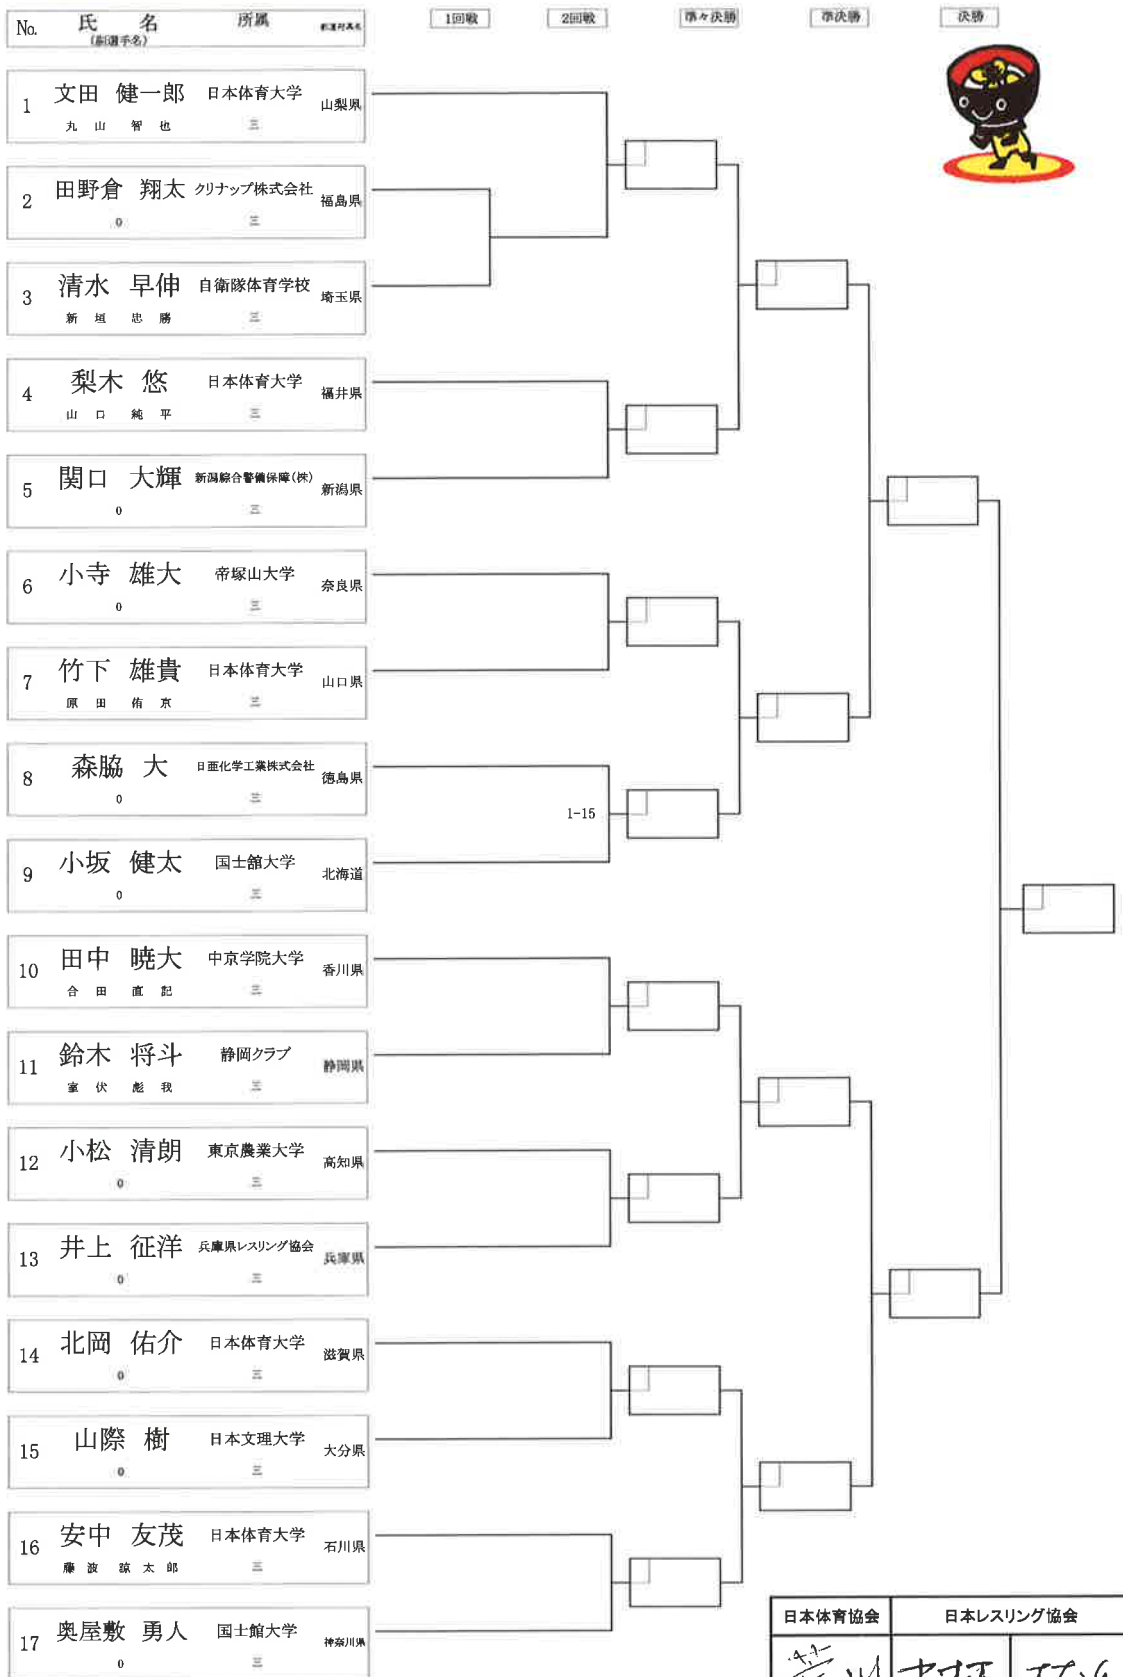 No. 氏 名 所属 1回戦 2回戦 準々決勝 準決勝 決勝
1 文田 健一郎 日本体育大学 山梨県
丸 山 智 也 三
2 田野倉 翔太 クリナップ株式会社 福島県
0 三
3 清水 早伸 自衛隊体育学校 埼玉県
新 垣 忠 勝 三
4 梨木 悠 日本体育大学 福井県
山 口 純 平 三
5 関口 大輝 新潟綜合警備保障(株) 新潟県
0 三
6 小寺 雄大 帝塚山大学 奈良県
0 三
7 竹下 雄貴 日本体育大学 山口県
原 田 侑 京 三
8 森脇 大 日亜化学工業株式会社 徳島県
0 三
1-15
9 小坂 健太 国士舘大学 北海道
0 三
10 田中 暁大 中京学院大学 香川県
合 田 直 記 三
11 鈴木 将斗 静岡クラブ 静岡県
室 伏 彪 我 三
12 小松 清朗 東京農業大学 高知県
0 三
13 井上 征洋 兵庫県レスリング協会 兵庫県
0 三
14 北岡 佑介 日本体育大学 滋賀県
0 三
15 山際 樹 日本文理大学 大分県
0 三
16 安中 友茂 日本体育大学 石川県
藤 波 諒 太 郎 三
17 奥屋敷 勇人 国士舘大学 神奈川県
0 三
日本体育協会 日本レスリング協会